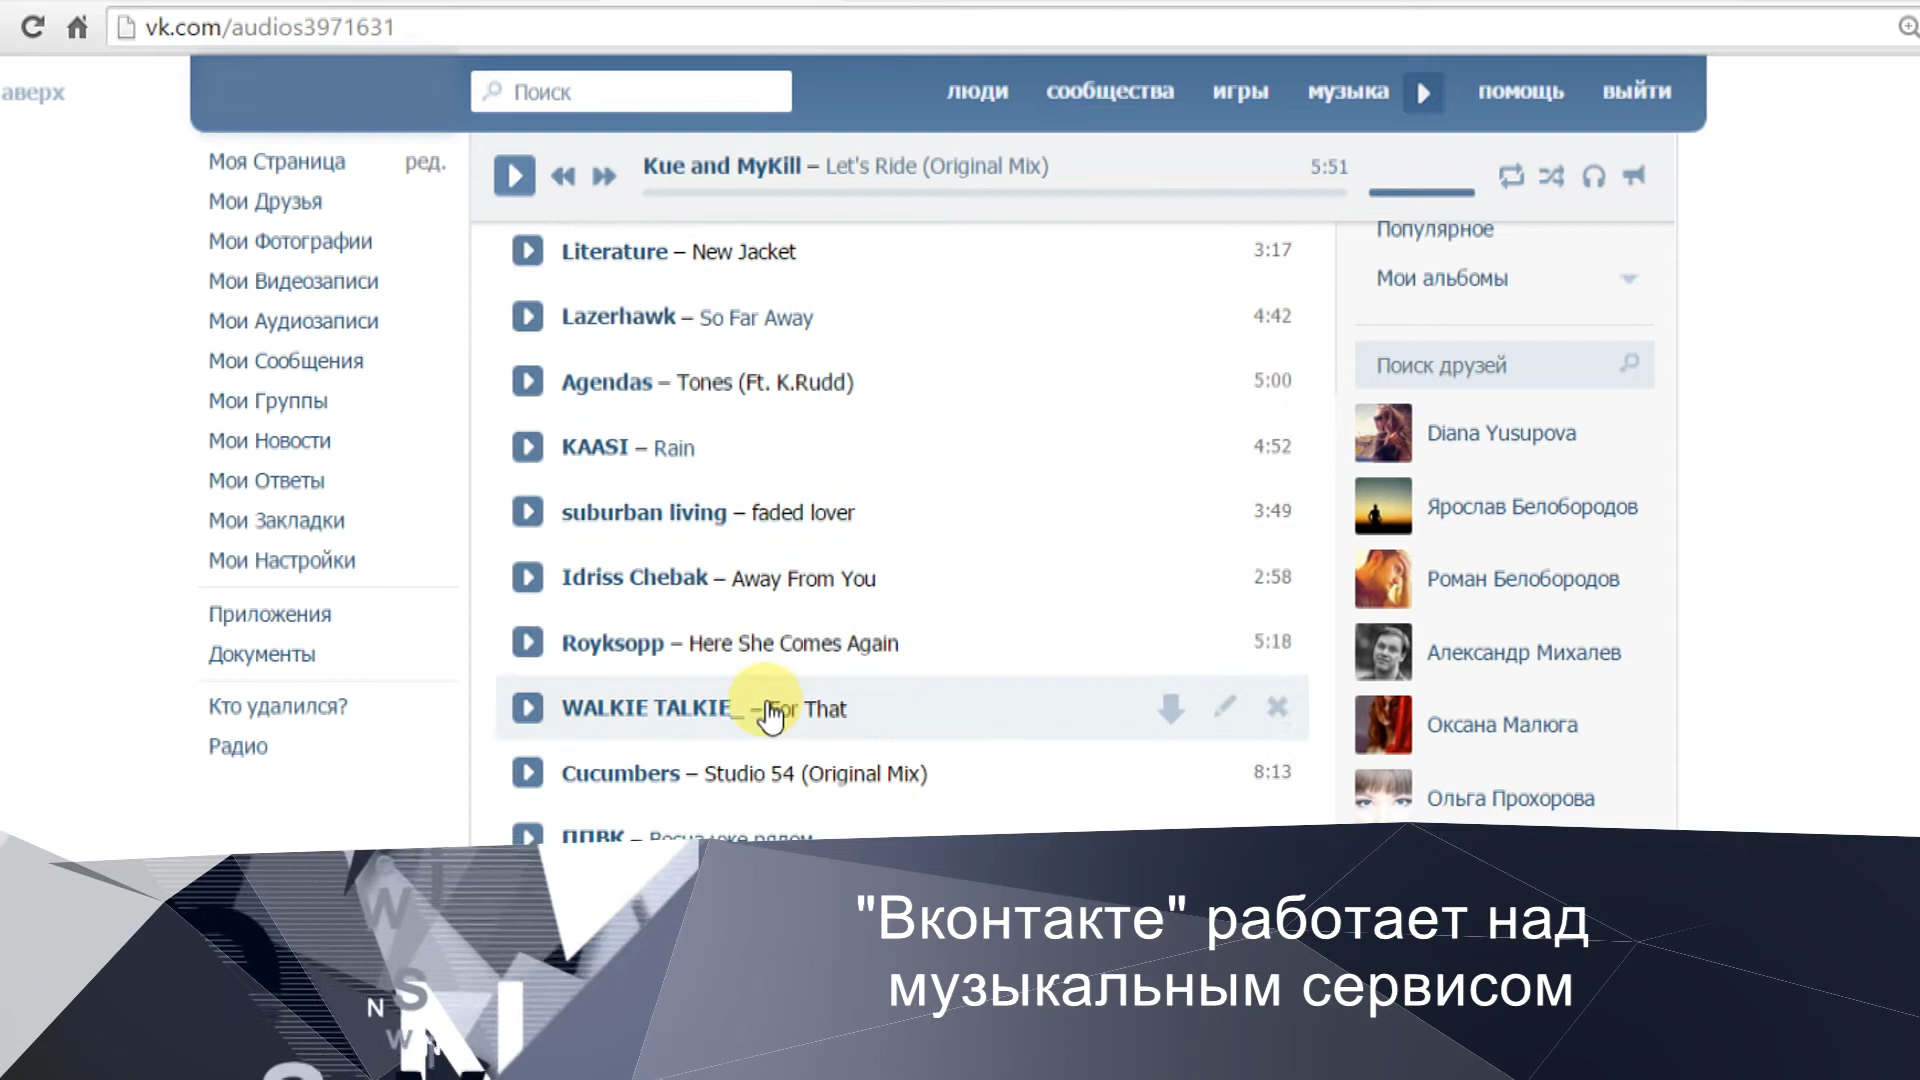 vk.com/audios3971631
аверх
Поиск
люди сообщества игры музыка помощь выйти
Моя Страница ред.
Мои Друзья
Мои Фотографии
Мои Видеозаписи
Мои Аудиозаписи
Мои Сообщения
Мои Группы
Мои Новости
Мои Ответы
Мои Закладки
Мои Настройки
Приложения
Документы
Кто удалился?
Радио
Kue and MyKill – Let's Ride (Original Mix) 5:51
Literature – New Jacket 3:17
Lazerhawk – So Far Away 4:42
Agendas – Tones (Ft. K.Rudd) 5:00
KAASI – Rain 4:52
suburban living – faded lover 3:49
Idriss Chebak – Away From You 2:58
Royksopp – Here She Comes Again 5:18
WALKIE TALKIE_ – For That
Cucumbers – Studio 54 (Original Mix) 8:13
ППВК – Весна уже рядом
Популярное
Мои альбомы
Поиск друзей
Diana Yusupova
Ярослав Белобородов
Роман Белобородов
Александр Михалев
Оксана Малюга
Ольга Прохорова
"Вконтакте" работает над
музыкальным сервисом